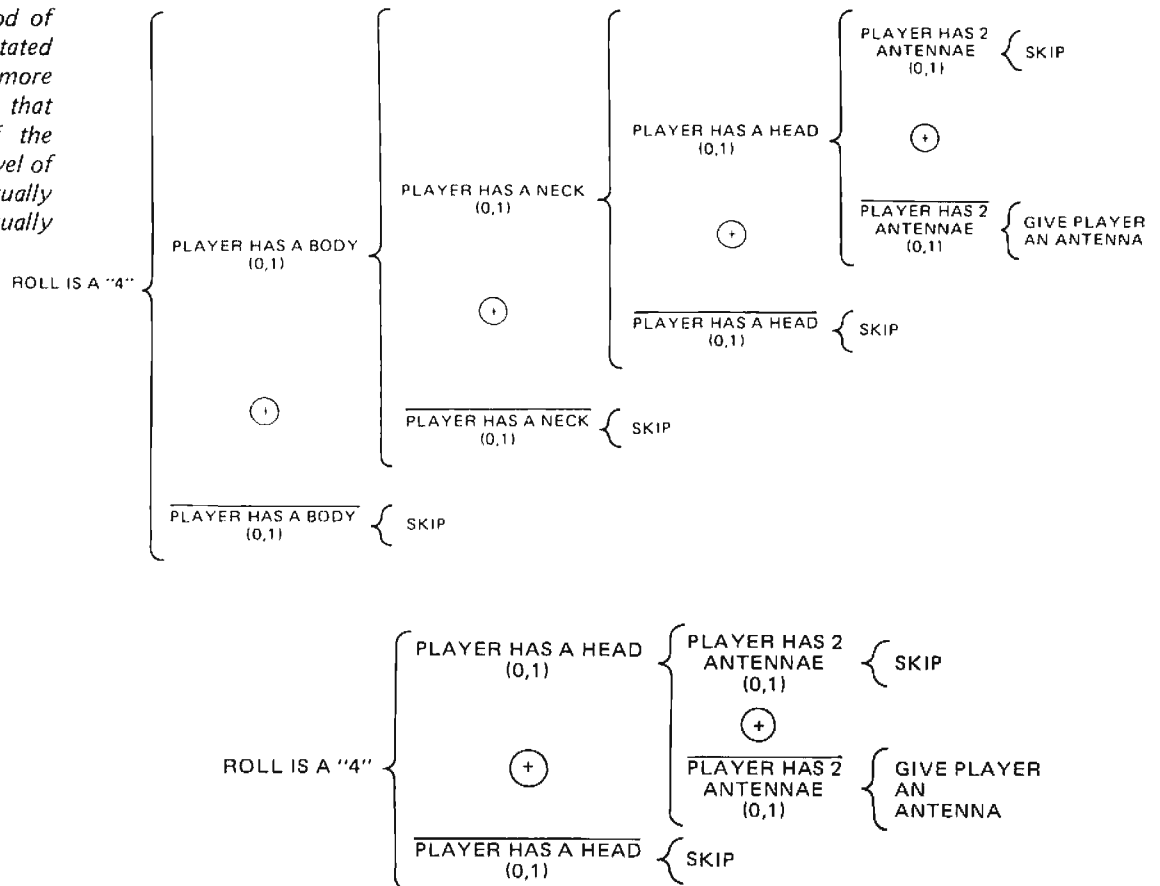 od of
tated
more
that
f the
vel of
tually
tually
ROLL IS A "4"
PLAYER HAS A BODY
(0,1)
+
PLAYER HAS A BODY
(0,1)
SKIP
PLAYER HAS A NECK
(0,1)
+
PLAYER HAS A NECK
(0,1)
SKIP
PLAYER HAS A HEAD
(0,1)
+
PLAYER HAS A HEAD
(0,1)
SKIP
PLAYER HAS 2
ANTENNAE
(0,1)
SKIP
+
PLAYER HAS 2
ANTENNAE
(0,1)
GIVE PLAYER
AN ANTENNA
ROLL IS A "4"
PLAYER HAS A HEAD
(0,1)
+
PLAYER HAS A HEAD
(0,1)
SKIP
PLAYER HAS 2
ANTENNAE
(0,1)
SKIP
+
PLAYER HAS 2
ANTENNAE
(0,1)
GIVE PLAYER
AN
ANTENNA